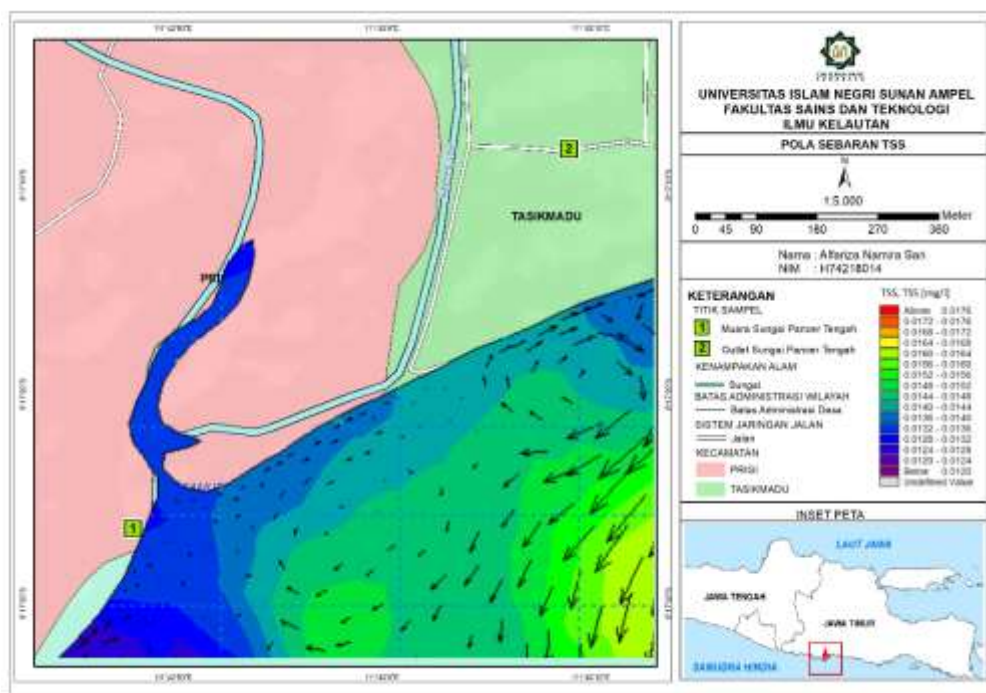 TASIKMADU
1
2
UNIVERSITAS ISLAM NEGRI SUNAN AMPEL
FAKULTAS SAINS DAN TEKNOLOGI
ILMU KELAUTAN
POLA SEBARAN TSS
N
1:5.000
0 45 90 180 270 360 Meter
Nama : Alfariza Namira Gan
NIM : H74218014
KETERANGAN
TITIK SAMPEL
1 Muara Sungai Pancer Tengah
2 Outlet Sungai Pancer Tengah
KENAMPAKAN ALAM
Sungai
BATAS ADMINISTRASI WILAYAH
Batas Administrasi Desa
SISTEM JARINGAN JALAN
Jalan
KECAMATAN
PRIGI
TASIKMADU
TSS, TSS [mg/l]
Above 0.0176
0.0172 - 0.0176
0.0168 - 0.0172
0.0164 - 0.0168
0.0160 - 0.0164
0.0156 - 0.0160
0.0152 - 0.0156
0.0148 - 0.0152
0.0144 - 0.0148
0.0140 - 0.0144
0.0136 - 0.0140
0.0132 - 0.0136
0.0128 - 0.0132
0.0124 - 0.0128
0.0120 - 0.0124
Below 0.0120
Undefined Value
INSET PETA
LAUT JAWA
JAWA TENGAH
JAWA TIMUR
SAMUDRA HINDIA